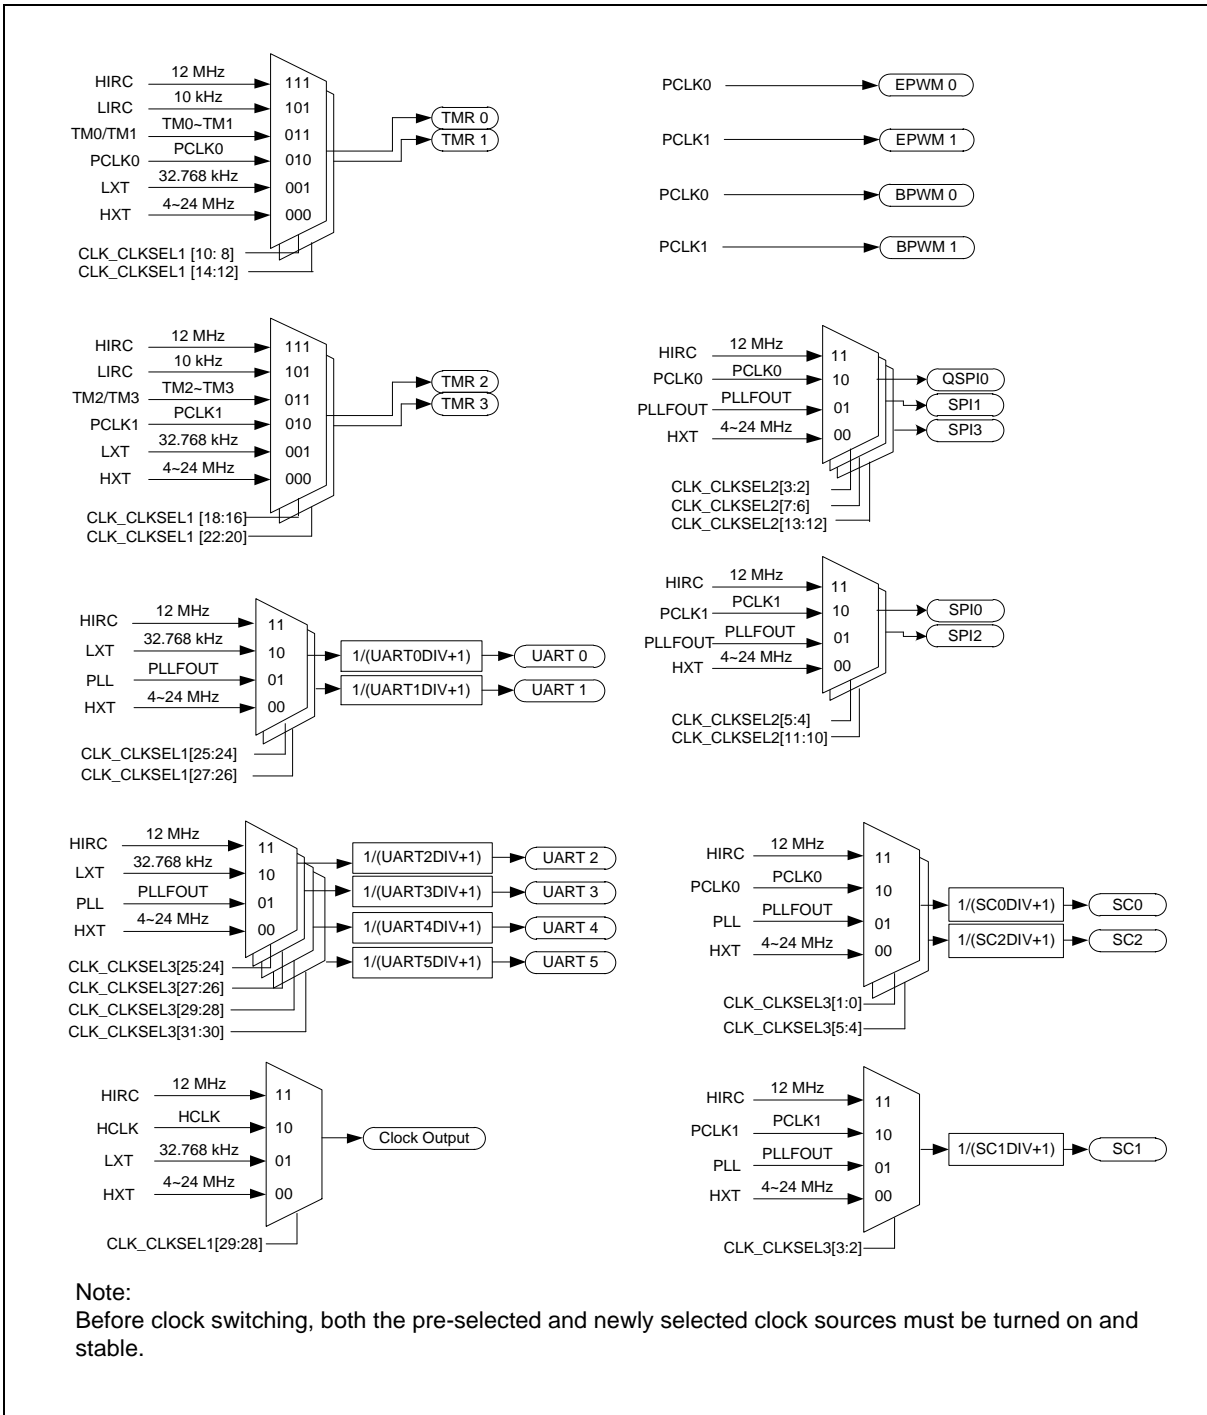 HIRC 12 MHz 111
LIRC 10 kHz 101
TM0/TM1 TM0~TM1 011
PCLK0 PCLK0 010
LXT 32.768 kHz 001
HXT 4~24 MHz 000
TMR 0
TMR 1
CLK_CLKSEL1 [10: 8]
CLK_CLKSEL1 [14:12]
PCLK0 EPWM 0
PCLK1 EPWM 1
PCLK0 BPWM 0
PCLK1 BPWM 1
HIRC 12 MHz 111
LIRC 10 kHz 101
TM2/TM3 TM2~TM3 011
PCLK1 PCLK1 010
LXT 32.768 kHz 001
HXT 4~24 MHz 000
TMR 2
TMR 3
CLK_CLKSEL1 [18:16]
CLK_CLKSEL1 [22:20]
HIRC 12 MHz 11
PCLK0 PCLK0 10
PLLFOUT PLLFOUT 01
HXT 4~24 MHz 00
QSPI0
SPI1
SPI3
CLK_CLKSEL2[3:2]
CLK_CLKSEL2[7:6]
CLK_CLKSEL2[13:12]
HIRC 12 MHz 11
PCLK1 PCLK1 10
PLLFOUT PLLFOUT 01
HXT 4~24 MHz 00
SPI0
SPI2
CLK_CLKSEL2[5:4]
CLK_CLKSEL2[11:10]
HIRC 12 MHz 11
LXT 32.768 kHz 10
PLL PLLFOUT 01
HXT 4~24 MHz 00
1/(UART0DIV+1) UART 0
1/(UART1DIV+1) UART 1
CLK_CLKSEL1[25:24]
CLK_CLKSEL1[27:26]
HIRC 12 MHz 11
LXT 32.768 kHz 10
PLL PLLFOUT 01
HXT 4~24 MHz 00
1/(UART2DIV+1) UART 2
1/(UART3DIV+1) UART 3
1/(UART4DIV+1) UART 4
1/(UART5DIV+1) UART 5
CLK_CLKSEL3[25:24]
CLK_CLKSEL3[27:26]
CLK_CLKSEL3[29:28]
CLK_CLKSEL3[31:30]
HIRC 12 MHz 11
PCLK0 PCLK0 10
PLL PLLFOUT 01
HXT 4~24 MHz 00
1/(SC0DIV+1) SC0
1/(SC2DIV+1) SC2
CLK_CLKSEL3[1:0]
CLK_CLKSEL3[5:4]
HIRC 12 MHz 11
HCLK HCLK 10
LXT 32.768 kHz 01
HXT 4~24 MHz 00
Clock Output
CLK_CLKSEL1[29:28]
HIRC 12 MHz 11
PCLK1 PCLK1 10
PLL PLLFOUT 01
HXT 4~24 MHz 00
1/(SC1DIV+1) SC1
CLK_CLKSEL3[3:2]
Note:
Before clock switching, both the pre-selected and newly selected clock sources must be turned on and
stable.